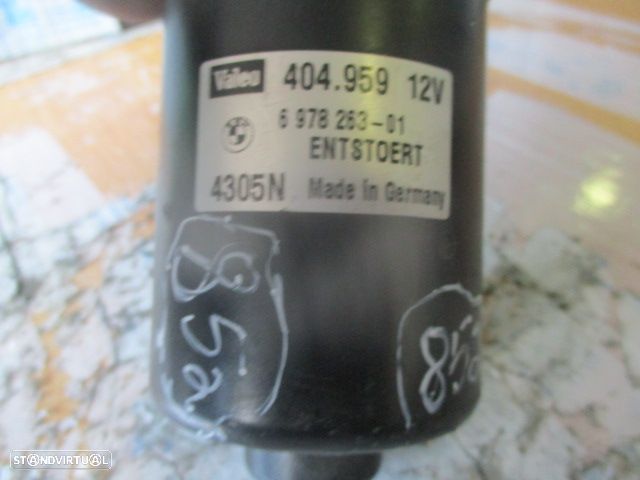 Valeo 404.959 12V
6 978 263-01
ENTSTOERT
4305N Made In Germany
852
852
STANDVIRTUAL